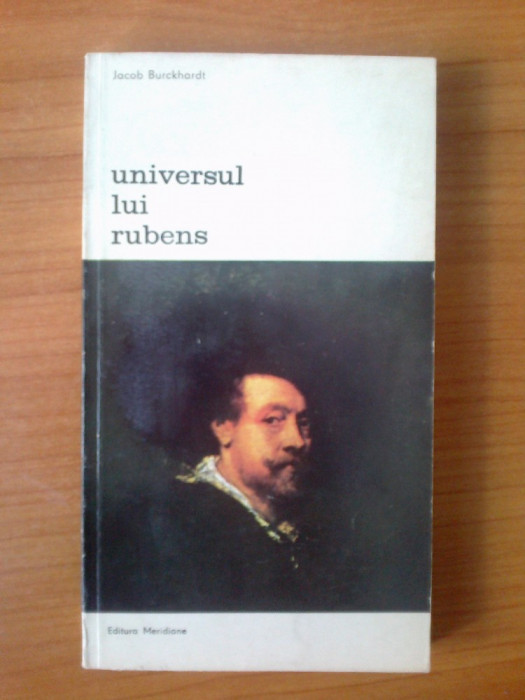 Jacob Burckhardt
universul
lui
rubens
Editura Meridiane